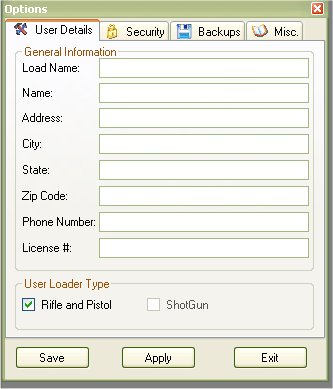 Options
User Details Security Backups Misc.
General Information
Load Name:
Name:
Address:
City:
State:
Zip Code:
Phone Number:
License #:
User Loader Type
Rifle and Pistol ShotGun
Save Apply Exit